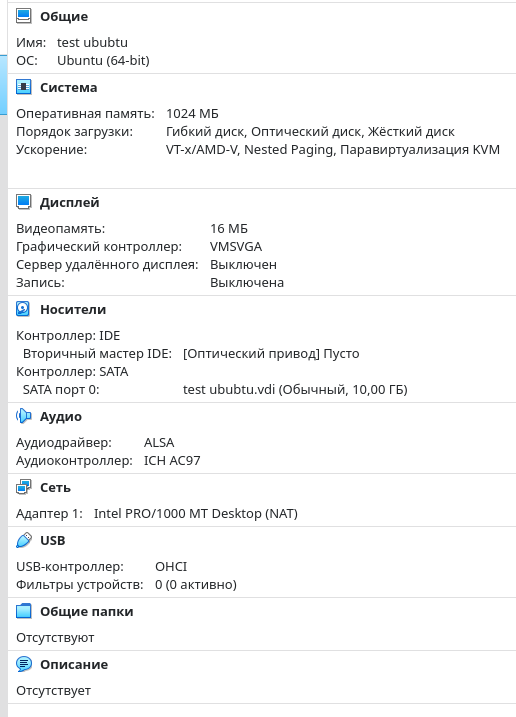 Общие
Имя: test ububtu
ОС: Ubuntu (64-bit)
Система
Оперативная память: 1024 МБ
Порядок загрузки: Гибкий диск, Оптический диск, Жёсткий диск
Ускорение: VT-x/AMD-V, Nested Paging, Паравиртуализация KVM
Дисплей
Видеопамять: 16 МБ
Графический контроллер: VMSVGA
Сервер удалённого дисплея: Выключен
Запись: Выключена
Носители
Контроллер: IDE
Вторичный мастер IDE: [Оптический привод] Пусто
Контроллер: SATA
SATA порт 0: test ububtu.vdi (Обычный, 10,00 ГБ)
Аудио
Аудиодрайвер: ALSA
Аудиоконтроллер: ICH AC97
Сеть
Адаптер 1: Intel PRO/1000 MT Desktop (NAT)
USB
USB-контроллер: OHCI
Фильтры устройств: 0 (0 активно)
Общие папки
Отсутствуют
Описание
Отсутствует